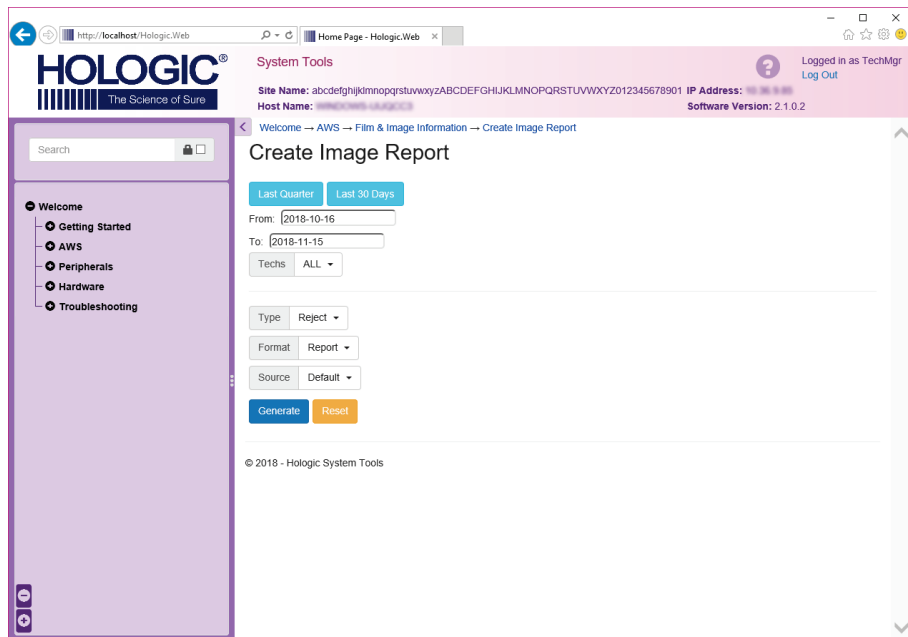 http://localhost/Hologic.Web
Home Page - Hologic.Web
HOLOGIC®
The Science of Sure
System Tools
Logged in as TechMgr
Log Out
Site Name: abcdefghijklmnopqrstuvwxyzABCDEFGHIJKLMNOPQRSTUVWXYZ012345678901 IP Address:
Host Name:
Software Version: 2.1.0.2
Welcome → AWS → Film & Image Information → Create Image Report
Search
Create Image Report
Last Quarter Last 30 Days
From: 2018-10-16
To: 2018-11-15
Techs ALL
Welcome
Getting Started
AWS
Peripherals
Hardware
Troubleshooting
Type Reject
Format Report
Source Default
Generate Reset
© 2018 - Hologic System Tools